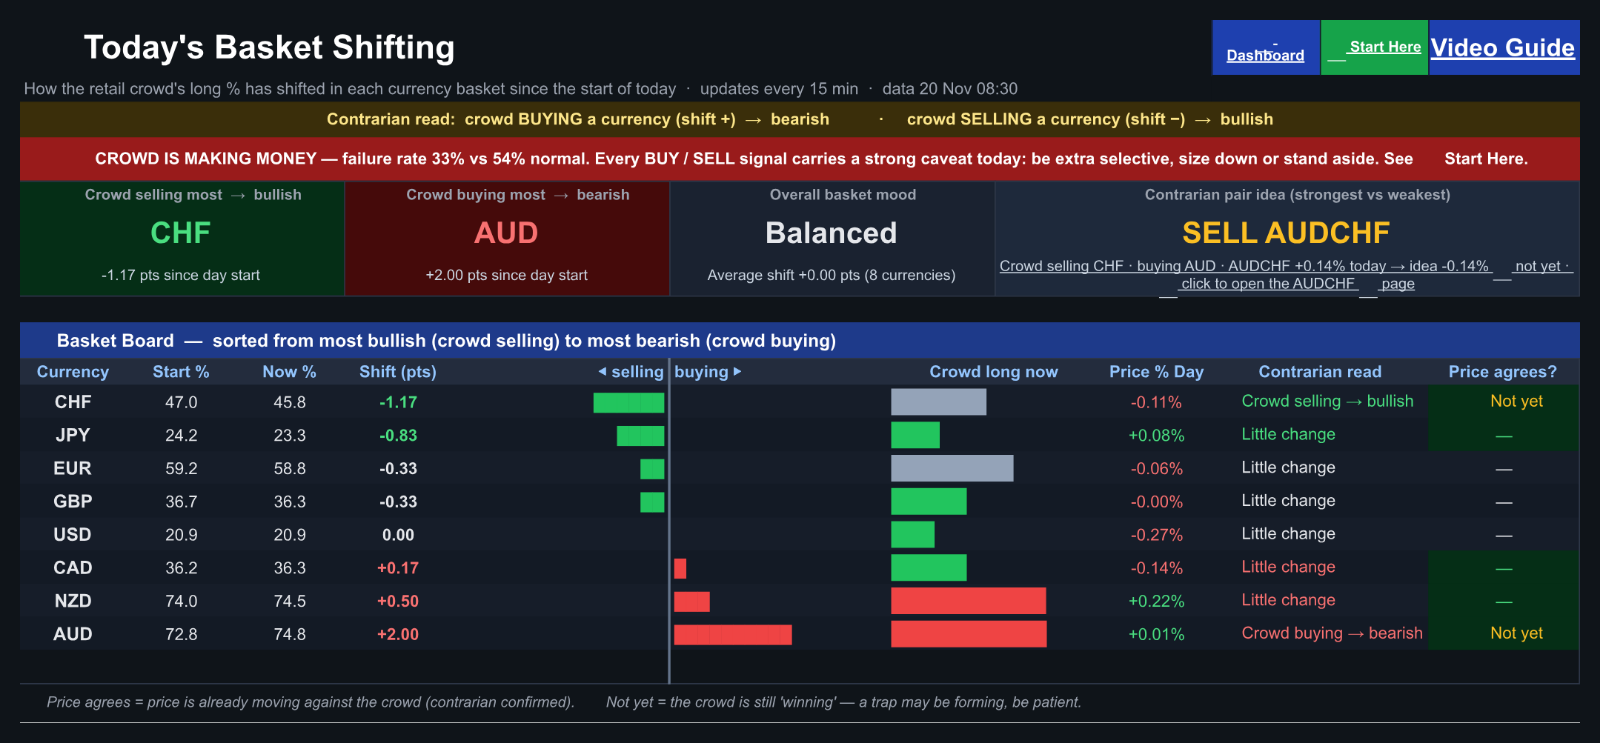 Today's Basket Shifting
Dashboard
Start Here
Video Guide
How the retail crowd's long % has shifted in each currency basket since the start of today · updates every 15 min · data 20 Nov 08:30
Contrarian read: crowd BUYING a currency (shift +) → bearish · crowd SELLING a currency (shift −) → bullish
CROWD IS MAKING MONEY — failure rate 33% vs 54% normal. Every BUY / SELL signal carries a strong caveat today: be extra selective, size down or stand aside. See Start Here.
Crowd selling most → bullish
CHF
-1.17 pts since day start
Crowd buying most → bearish
AUD
+2.00 pts since day start
Overall basket mood
Balanced
Average shift +0.00 pts (8 currencies)
Contrarian pair idea (strongest vs weakest)
SELL AUDCHF
Crowd selling CHF · buying AUD · AUDCHF +0.14% today → idea -0.14% not yet ·
click to open the AUDCHF page
Basket Board — sorted from most bullish (crowd selling) to most bearish (crowd buying)
Currency Start % Now % Shift (pts) ◄ selling buying ► Crowd long now Price % Day Contrarian read Price agrees?
CHF 47.0 45.8 -1.17 -0.11% Crowd selling → bullish Not yet
JPY 24.2 23.3 -0.83 +0.08% Little change —
EUR 59.2 58.8 -0.33 -0.06% Little change —
GBP 36.7 36.3 -0.33 -0.00% Little change —
USD 20.9 20.9 0.00 -0.27% Little change —
CAD 36.2 36.3 +0.17 -0.14% Little change —
NZD 74.0 74.5 +0.50 +0.22% Little change —
AUD 72.8 74.8 +2.00 +0.01% Crowd buying → bearish Not yet
Price agrees = price is already moving against the crowd (contrarian confirmed). Not yet = the crowd is still 'winning' — a trap may be forming, be patient.